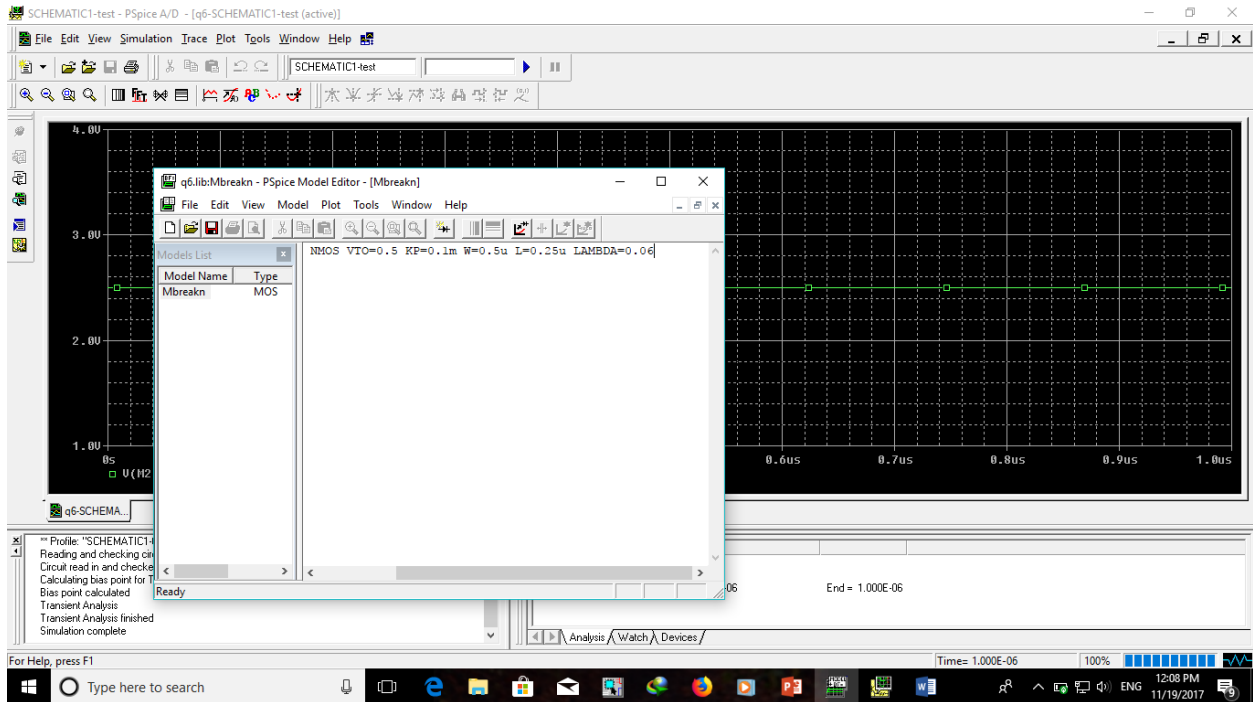 SCHEMATIC1-test - PSpice A/D - [q6-SCHEMATIC1-test (active)]
File Edit View Simulation Trace Plot Tools Window Help
SCHEMATIC1-test
4.0V
3.0V
2.0V
1.0V
0s
0.6us 0.7us 0.8us 0.9us 1.0us
V(M2
q6.lib:Mbreakn - PSpice Model Editor - [Mbreakn]
File Edit View Model Plot Tools Window Help
Models List
Model Name Type
Mbreakn MOS
NMOS VTO=0.5 KP=0.1m W=0.5u L=0.25u LAMBDA=0.06
Ready
q6-SCHEMA...
** Profile: "SCHEMATIC1-
Reading and checking cir
Circuit read in and checke
Calculating bias point for T
Bias point calculated
Transient Analysis
Transient Analysis finished
Simulation complete
-06 End = 1.000E-06
Analysis Watch Devices
For Help, press F1
Time= 1.000E-06 100%
Type here to search
ENG
12:08 PM
11/19/2017
9